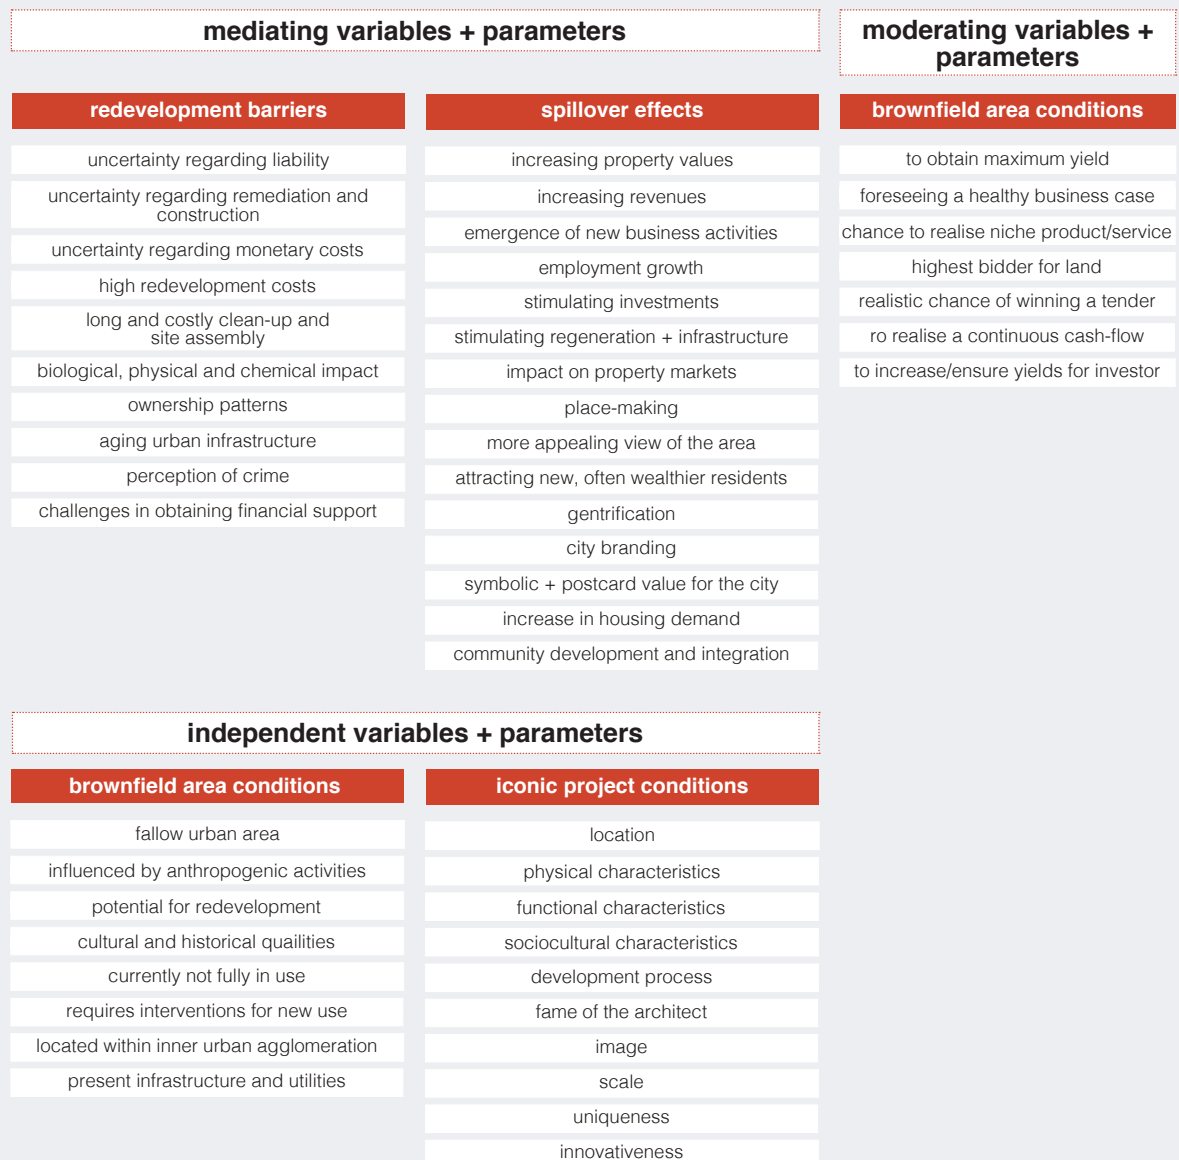 mediating variables + parameters
redevelopment barriers
uncertainty regarding liability
uncertainty regarding remediation and
construction
uncertainty regarding monetary costs
high redevelopment costs
long and costly clean-up and
site assembly
biological, physical and chemical impact
ownership patterns
aging urban infrastructure
perception of crime
challenges in obtaining financial support
spillover effects
increasing property values
increasing revenues
emergence of new business activities
employment growth
stimulating investments
stimulating regeneration + infrastructure
impact on property markets
place-making
more appealing view of the area
attracting new, often wealthier residents
gentrification
city branding
symbolic + postcard value for the city
increase in housing demand
community development and integration
moderating variables +
parameters
brownfield area conditions
to obtain maximum yield
foreseeing a healthy business case
chance to realise niche product/service
highest bidder for land
realistic chance of winning a tender
ro realise a continuous cash-flow
to increase/ensure yields for investor
independent variables + parameters
brownfield area conditions
fallow urban area
influenced by anthropogenic activities
potential for redevelopment
cultural and historical quailities
currently not fully in use
requires interventions for new use
located within inner urban agglomeration
present infrastructure and utilities
iconic project conditions
location
physical characteristics
functional characteristics
sociocultural characteristics
development process
fame of the architect
image
scale
uniqueness
innovativeness